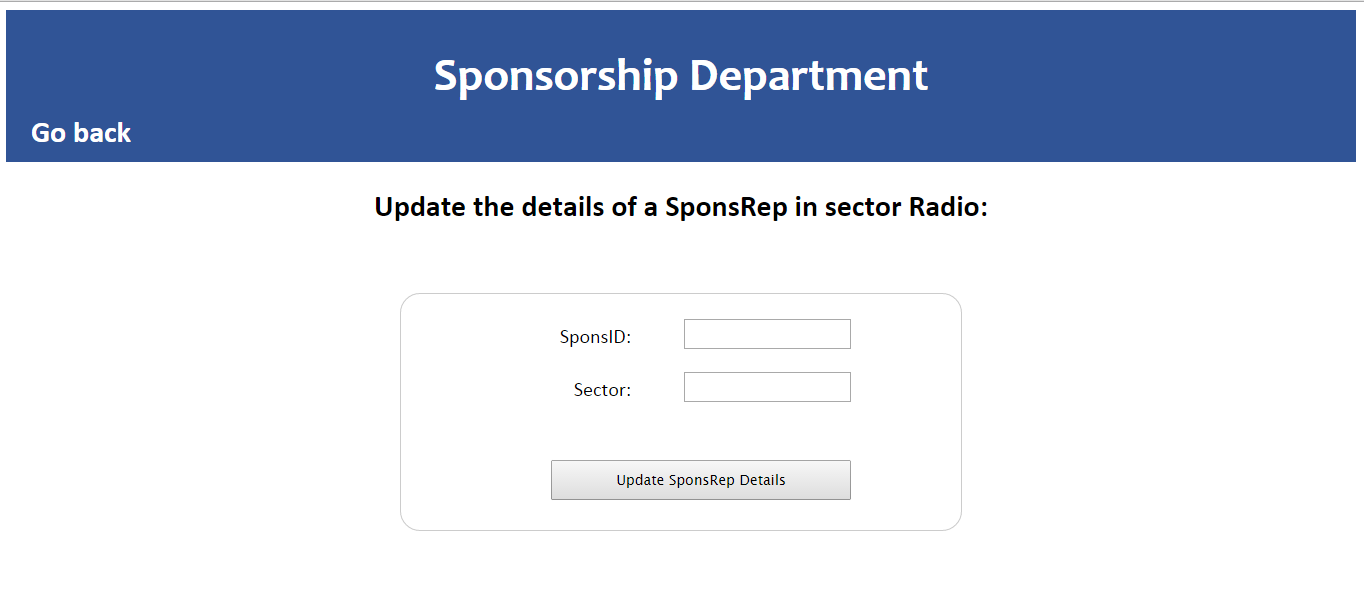 Sponsorship Department
Go back
Update the details of a SponsRep in sector Radio:
SponsID:
Sector:
Update SponsRep Details